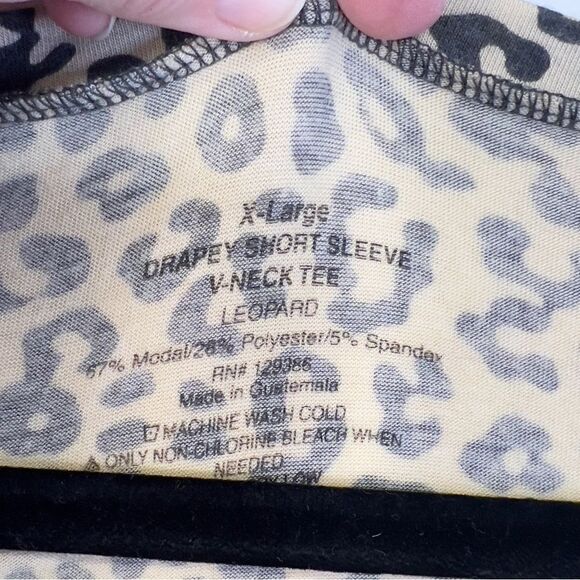 X-Large
DRAPEY SHORT SLEEVE
V-NECK TEE
LEOPARD
67% Modal/28% Polyester/5% Spandex
RN# 129386
Made in Guatemala
MACHINE WASH COLD
ONLY NON-CHLORINE BLEACH WHEN
NEEDED
LOW